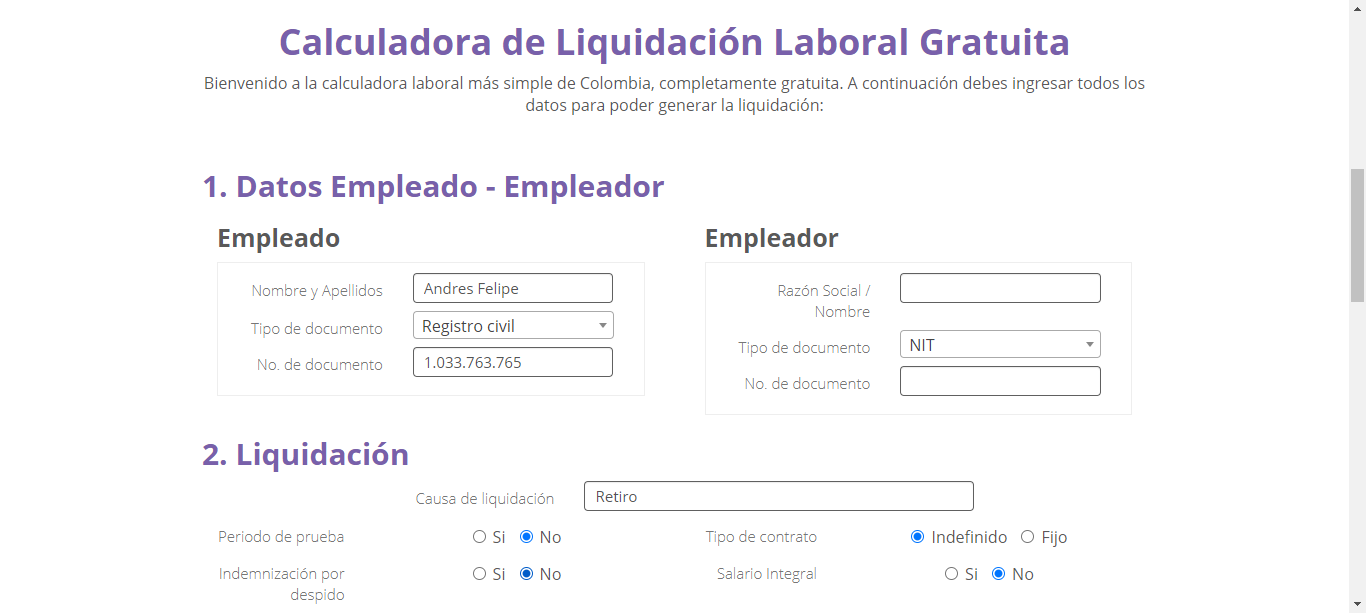 Calculadora de Liquidación Laboral Gratuita
Bienvenido a la calculadora laboral más simple de Colombia, completamente gratuita. A continuación debes ingresar todos los
datos para poder generar la liquidación:
1. Datos Empleado - Empleador
Empleado
Nombre y Apellidos Andres Felipe
Tipo de documento Registro civil
No. de documento 1.033.763.765
Empleador
Razón Social /
Nombre
Tipo de documento NIT
No. de documento
2. Liquidación
Causa de liquidación Retiro
Periodo de prueba Si No
Tipo de contrato Indefinido Fijo
Indemnización por
despido Si No
Salario Integral Si No